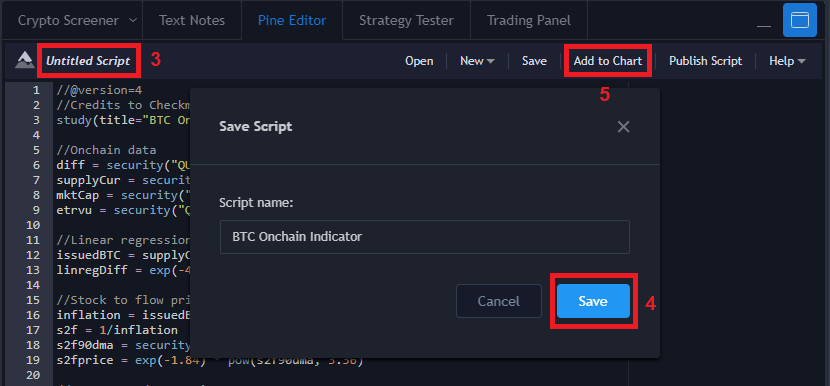 Crypto Screener Text Notes Pine Editor Strategy Tester Trading Panel
Untitled Script 3 Open New Save Add to Chart Publish Script Help
5
1 //@version=4
2 //Credits to Checkm
3 study(title="BTC On
4
5 //Onchain data
6 diff = security("QU
7 supplyCur = securit
8 mktCap = security("
9 etrvu = security("Q
10
11 //Linear regression
12 issuedBTC = supplyC
13 linregDiff = exp(-4
14
15 //Stock to flow pri
16 inflation = issuedB
17 s2f = 1/inflation
18 s2f90dma = security
19 s2fprice = exp(-1.84) * pow(s2f90dma, 3.36)
20
Save Script
Script name:
BTC Onchain Indicator
Cancel Save 4